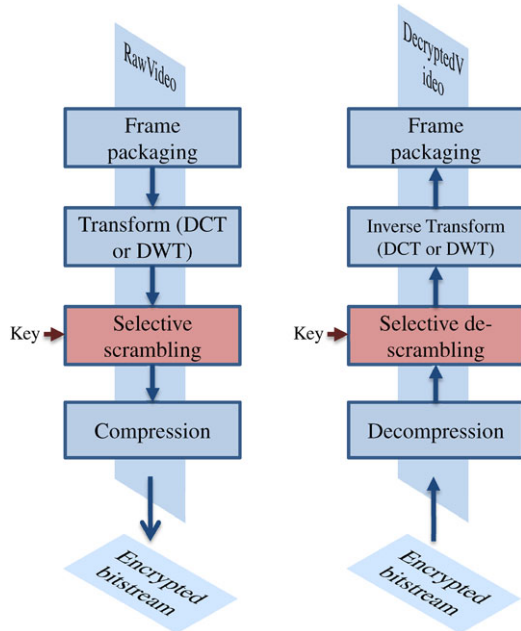 RawVideo
Frame
packaging
Transform (DCT
or DWT)
Key
Selective
scrambling
Compression
Encrypted
bitstream
DecryptedV
ideo
Frame
packaging
Inverse Transform
(DCT or DWT)
Key
Selective de-
scrambling
Decompression
Encrypted
bitstream